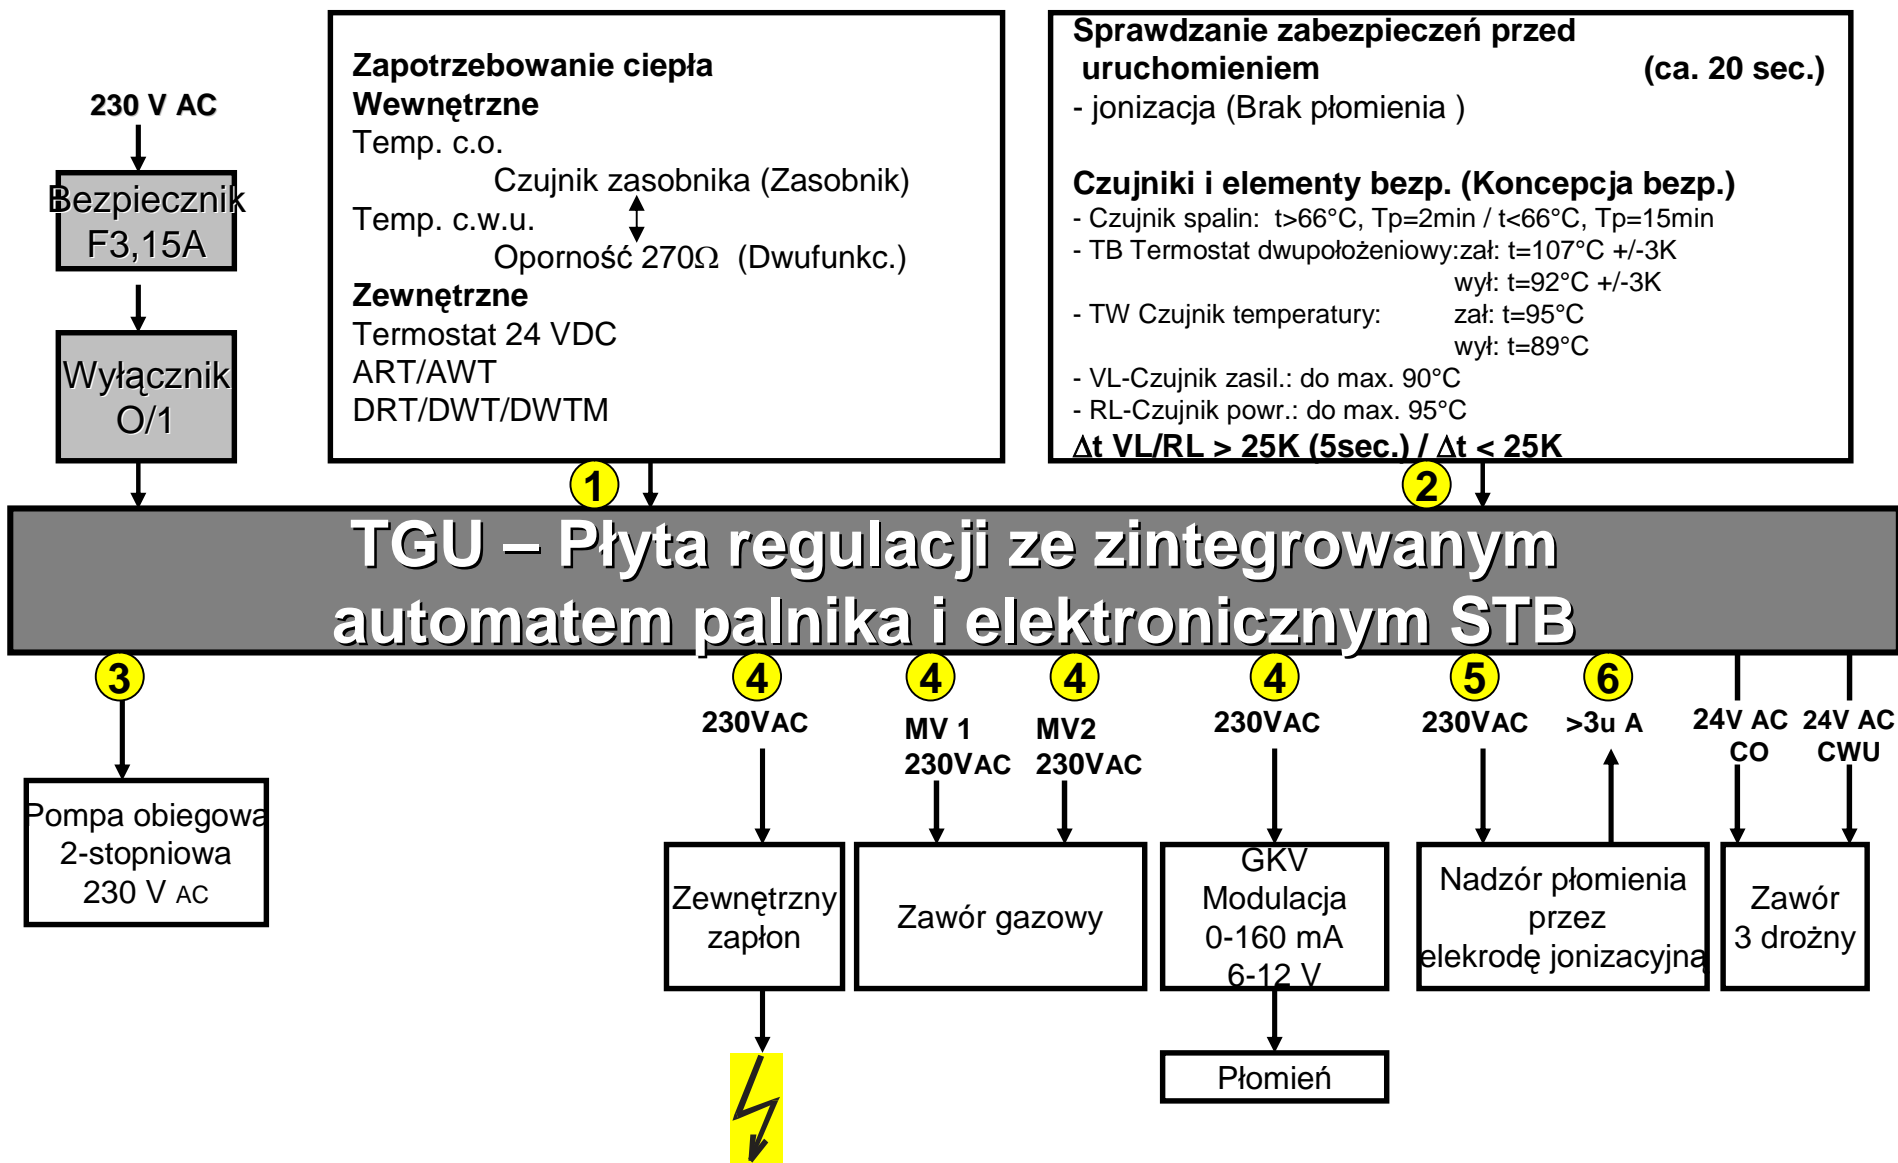 230 V AC
Bezpiecznik
F3,15A
Wyłącznik
O/1
Zapotrzebowanie ciepła
Wewnętrzne
Temp. c.o.
Czujnik zasobnika (Zasobnik)
Temp. c.w.u.
Oporność 270Ω (Dwufunkc.)
Zewnętrzne
Termostat 24 VDC
ART/AWT
DRT/DWT/DWTM
Sprawdzanie zabezpieczeń przed
uruchomieniem (ca. 20 sec.)
- jonizacja (Brak płomienia )
Czujniki i elementy bezp. (Koncepcja bezp.)
- Czujnik spalin: t>66°C, Tp=2min / t<66°C, Tp=15min
- TB Termostat dwupołożeniowy:zał: t=107°C +/-3K
wył: t=92°C +/-3K
- TW Czujnik temperatury: zał: t=95°C
wył: t=89°C
- VL-Czujnik zasil.: do max. 90°C
- RL-Czujnik powr.: do max. 95°C
Δt VL/RL > 25K (5sec.) / Δt < 25K
1
2
TGU – Płyta regulacji ze zintegrowanym
automatem palnika i elektronicznym STB
3
4
4
4
4
5
6
230VAC
MV 1
230VAC
MV2
230VAC
230VAC
230VAC
>3u A
24V AC
CO
24V AC
CWU
Pompa obiegowa
2-stopniowa
230 V AC
Zewnętrzny
zapłon
Zawór gazowy
GKV
Modulacja
0-160 mA
6-12 V
Nadzór płomienia
przez
elekrodę jonizacyjną
Zawór
3 drożny
Płomień